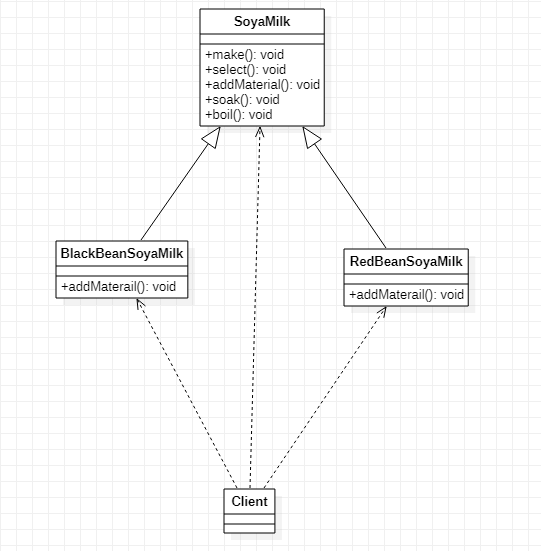 SoyaMilk
+make(): void
+select(): void
+addMaterial(): void
+soak(): void
+boil(): void
BlackBeanSoyaMilk
+addMaterail(): void
RedBeanSoyaMilk
+addMaterail(): void
Client